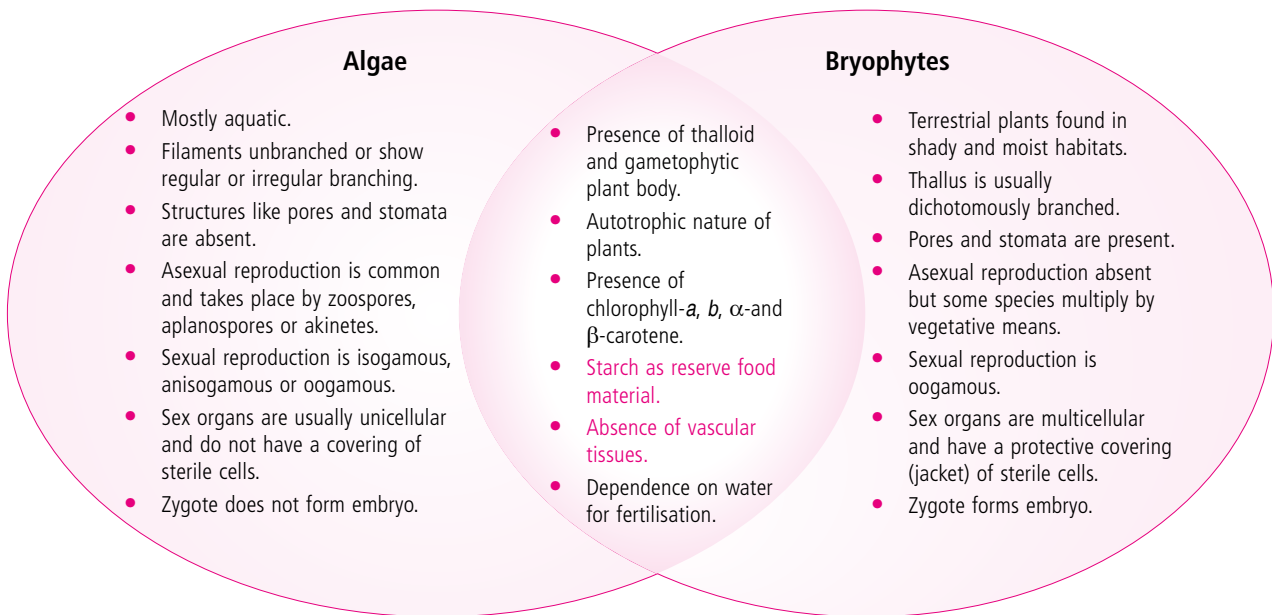 Algae
• Mostly aquatic.
• Filaments unbranched or show
regular or irregular branching.
• Structures like pores and stomata
are absent.
• Asexual reproduction is common
and takes place by zoospores,
aplanospores or akinetes.
• Sexual reproduction is isogamous,
anisogamous or oogamous.
• Sex organs are usually unicellular
and do not have a covering of
sterile cells.
• Zygote does not form embryo.
• Presence of thalloid
and gametophytic
plant body.
• Autotrophic nature of
plants.
• Presence of
chlorophyll-a, b, α-and
β-carotene.
• Starch as reserve food
material.
• Absence of vascular
tissues.
• Dependence on water
for fertilisation.
Bryophytes
• Terrestrial plants found in
shady and moist habitats.
• Thallus is usually
dichotomously branched.
• Pores and stomata are present.
• Asexual reproduction absent
but some species multiply by
vegetative means.
• Sexual reproduction is
oogamous.
• Sex organs are multicellular
and have a protective covering
(jacket) of sterile cells.
• Zygote forms embryo.